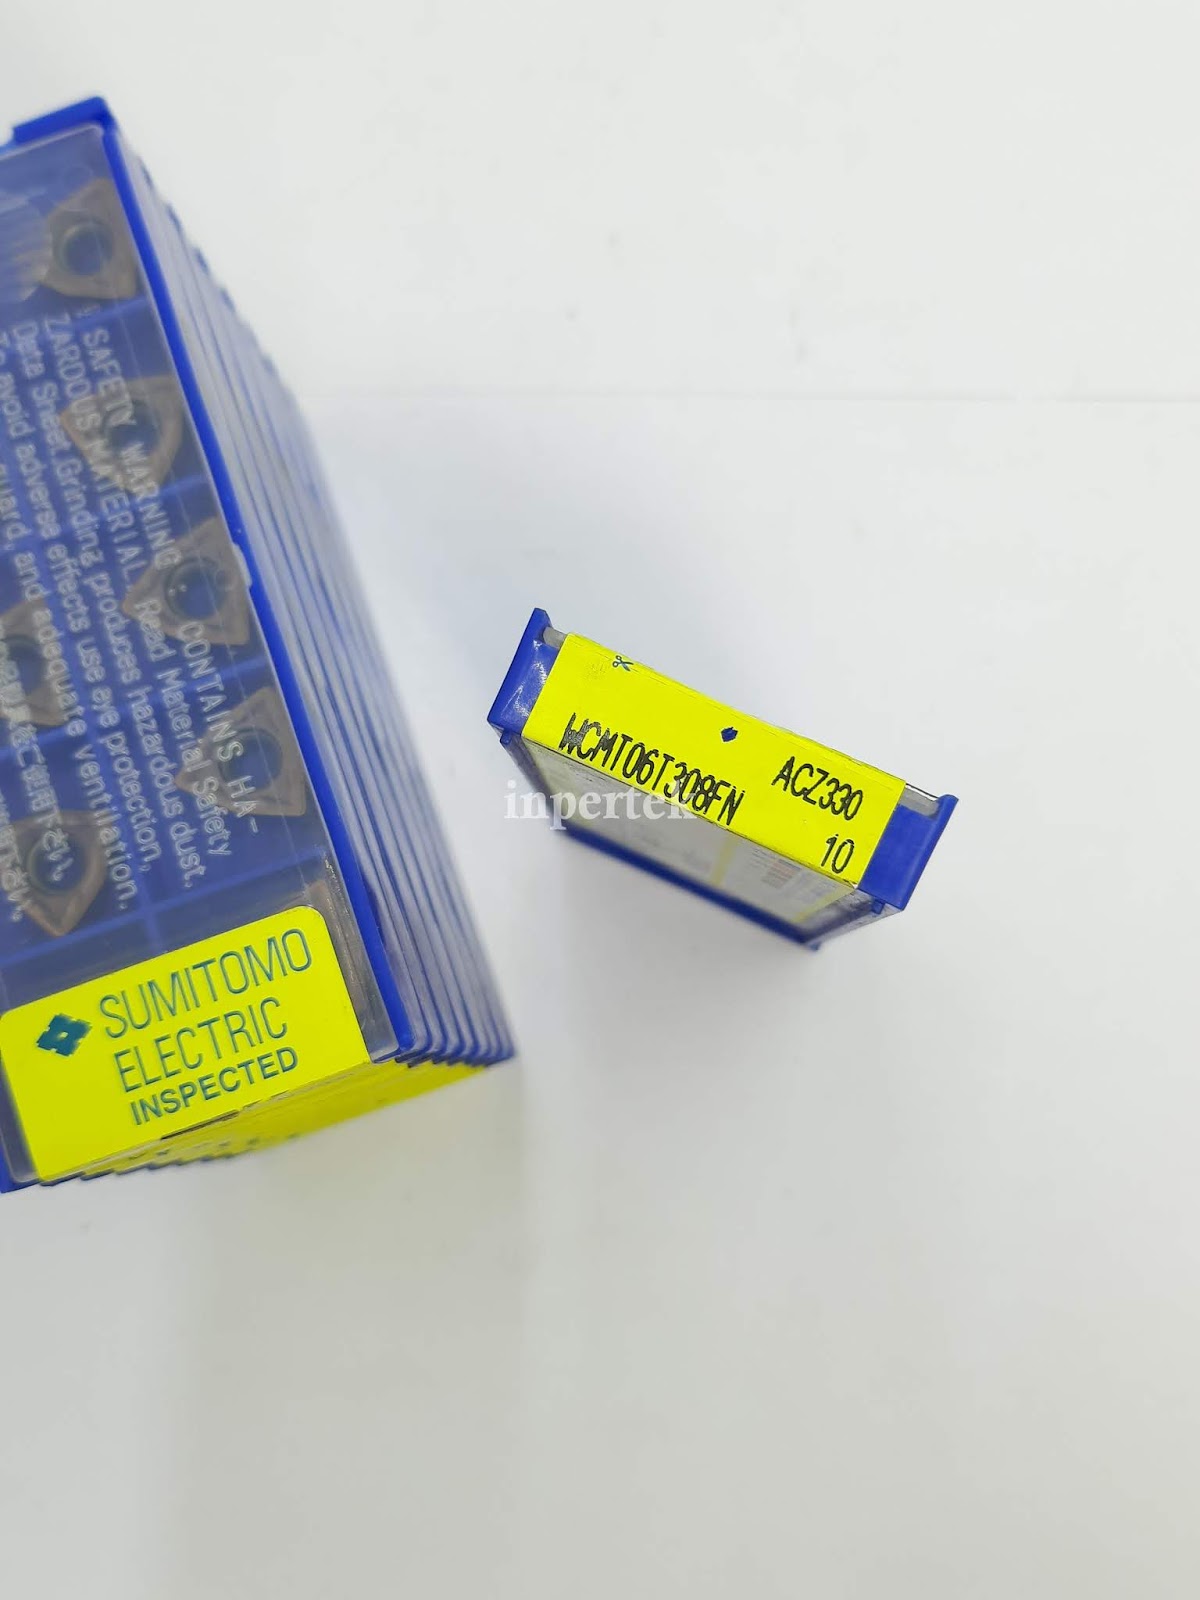 SAFETY WARNING : CONTAINS HA-
ZARDOUS MATERIAL. Read Material Safety
Data Sheet. Grinding produces hazardous dust.
To avoid adverse effects use eye protection,
guard, and adequate ventilation.
SUMITOMO
ELECTRIC
INSPECTED
WCMT06T308FN
ACZ330
10
inpertek